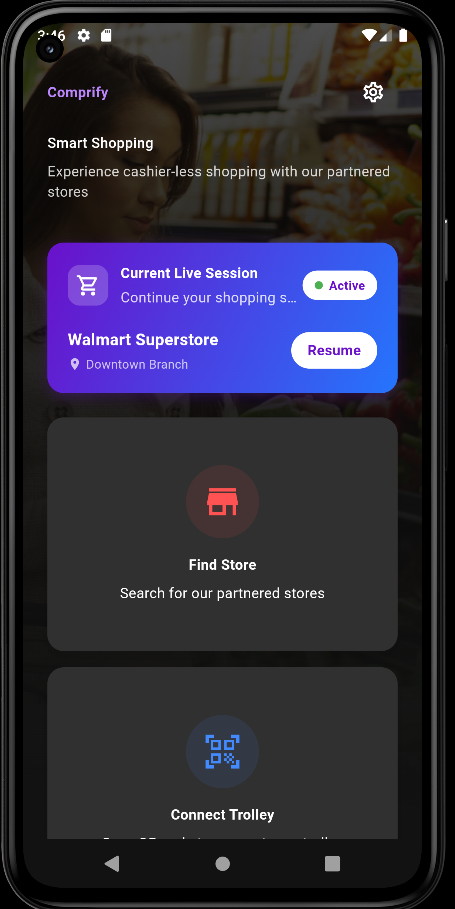 3:46
Comprify
Smart Shopping
Experience cashier-less shopping with our partnered
stores
Current Live Session
Active
Continue your shopping s...
Walmart Superstore
Downtown Branch
Resume
Find Store
Search for our partnered stores
Connect Trolley